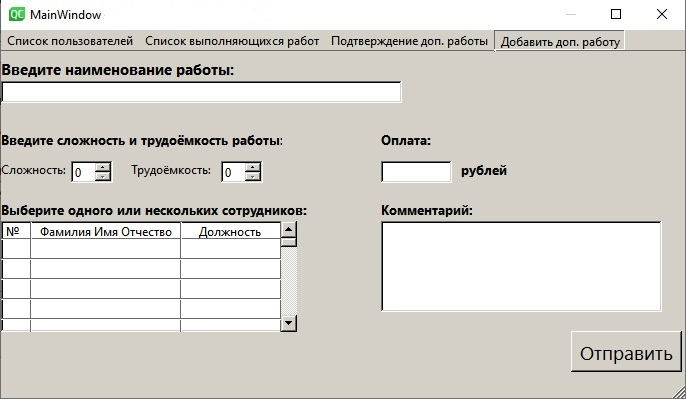 QC MainWindow
Список пользователей Список выполняющихся работ Подтверждение доп. работы Добавить доп. работу
Введите наименование работы:
Введите сложность и трудоёмкость работы: Оплата:
Сложность: 0 Трудоёмкость: 0 рублей
Выберите одного или нескольких сотрудников: Комментарий:
№ Фамилия Имя Отчество Должность
Отправить